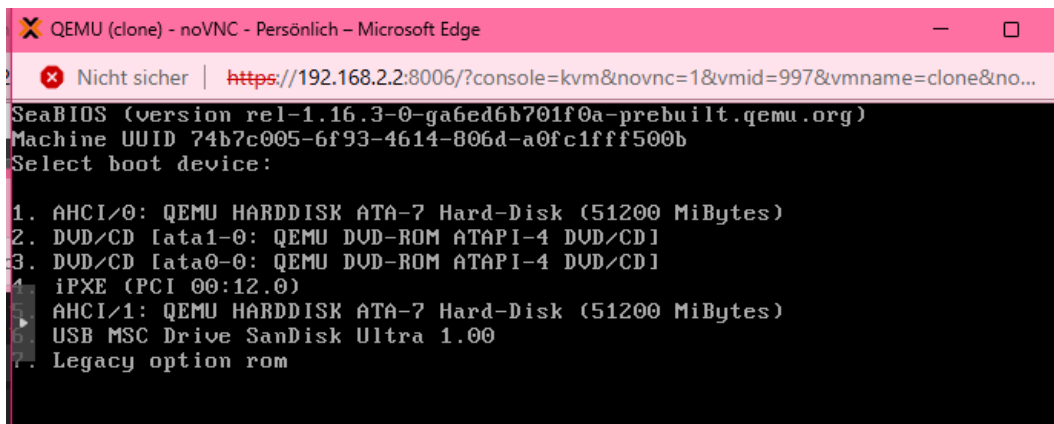 QEMU (clone) - noVNC - Persönlich – Microsoft Edge
Nicht sicher | https://192.168.2.2:8006/?console=kvm&novnc=1&vmid=997&vmname=clone&no...
SeaBIOS (version rel-1.16.3-0-ga6ed6b701f0a-prebuilt.qemu.org)
Machine UUID 74b7c005-6f93-4614-806d-a0fc1fff500b
Select boot device:
1. AHCI/0: QEMU HARDDISK ATA-7 Hard-Disk (51200 MiBytes)
2. DVD/CD [ata1-0: QEMU DVD-ROM ATAPI-4 DVD/CD]
3. DVD/CD [ata0-0: QEMU DVD-ROM ATAPI-4 DVD/CD]
4. iPXE (PCI 00:12.0)
5. AHCI/1: QEMU HARDDISK ATA-7 Hard-Disk (51200 MiBytes)
6. USB MSC Drive SanDisk Ultra 1.00
7. Legacy option rom